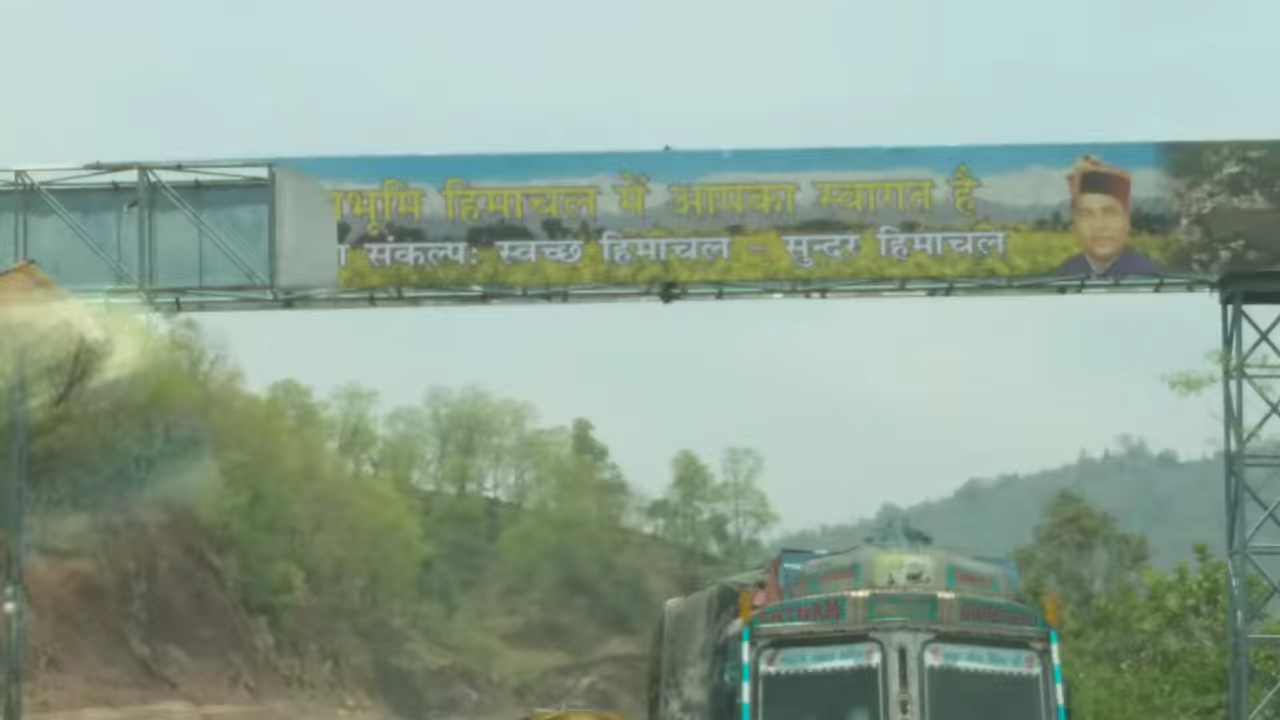 भूमि हिमाचल में आपका स्वागत है
संकल्पः स्वच्छ हिमाचल - सुन्दर हिमाचल